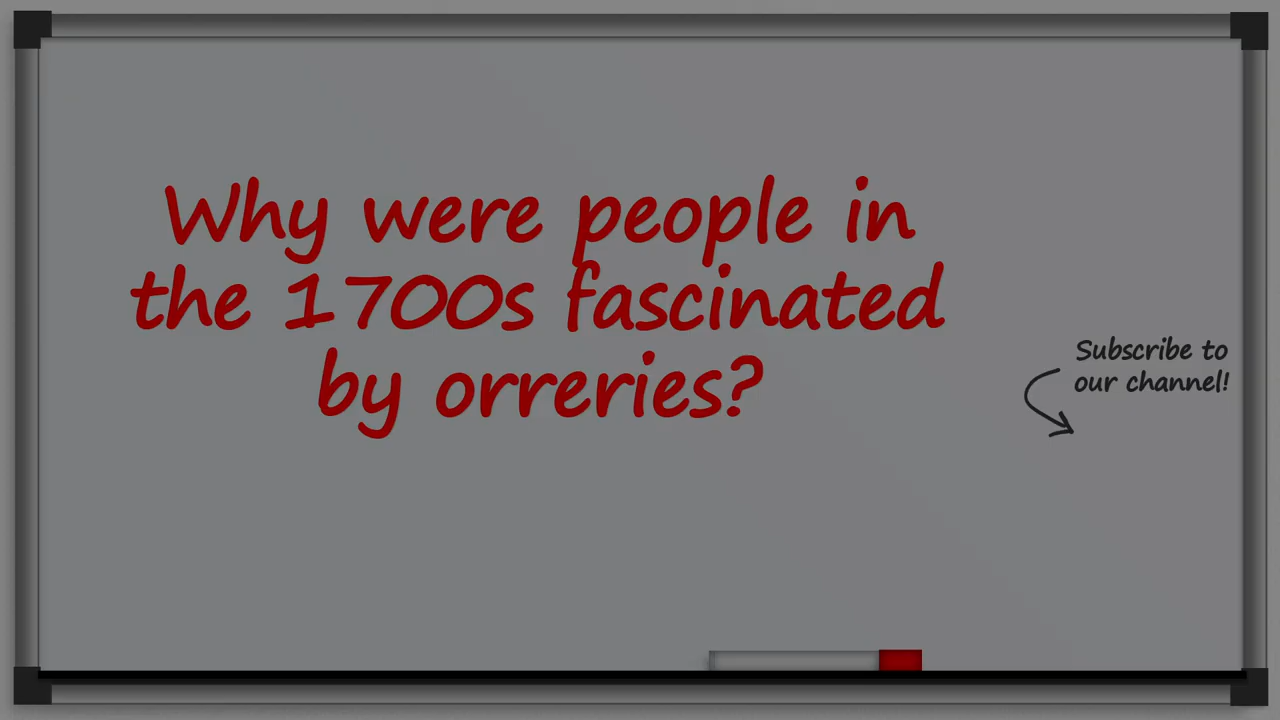 Why were people in
the 1700s fascinated
by orreries?
Subscribe to
our channel!